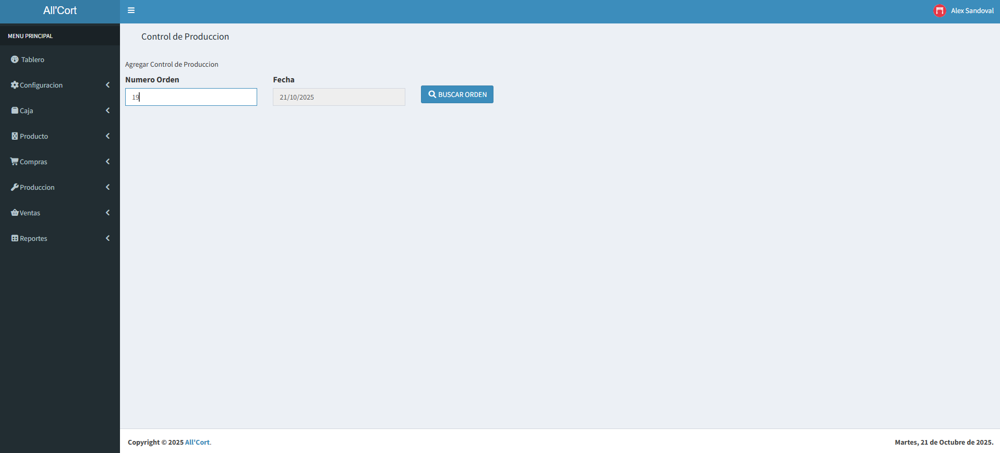 All'Cort
Alex Sandoval
MENU PRINCIPAL
Tablero
Configuracion
Caja
Producto
Compras
Produccion
Ventas
Reportes
Control de Produccion
Agregar Control de Produccion
Numero Orden
Fecha
19
21/10/2025
BUSCAR ORDEN
Copyright © 2025 All'Cort.
Martes, 21 de Octubre de 2025.